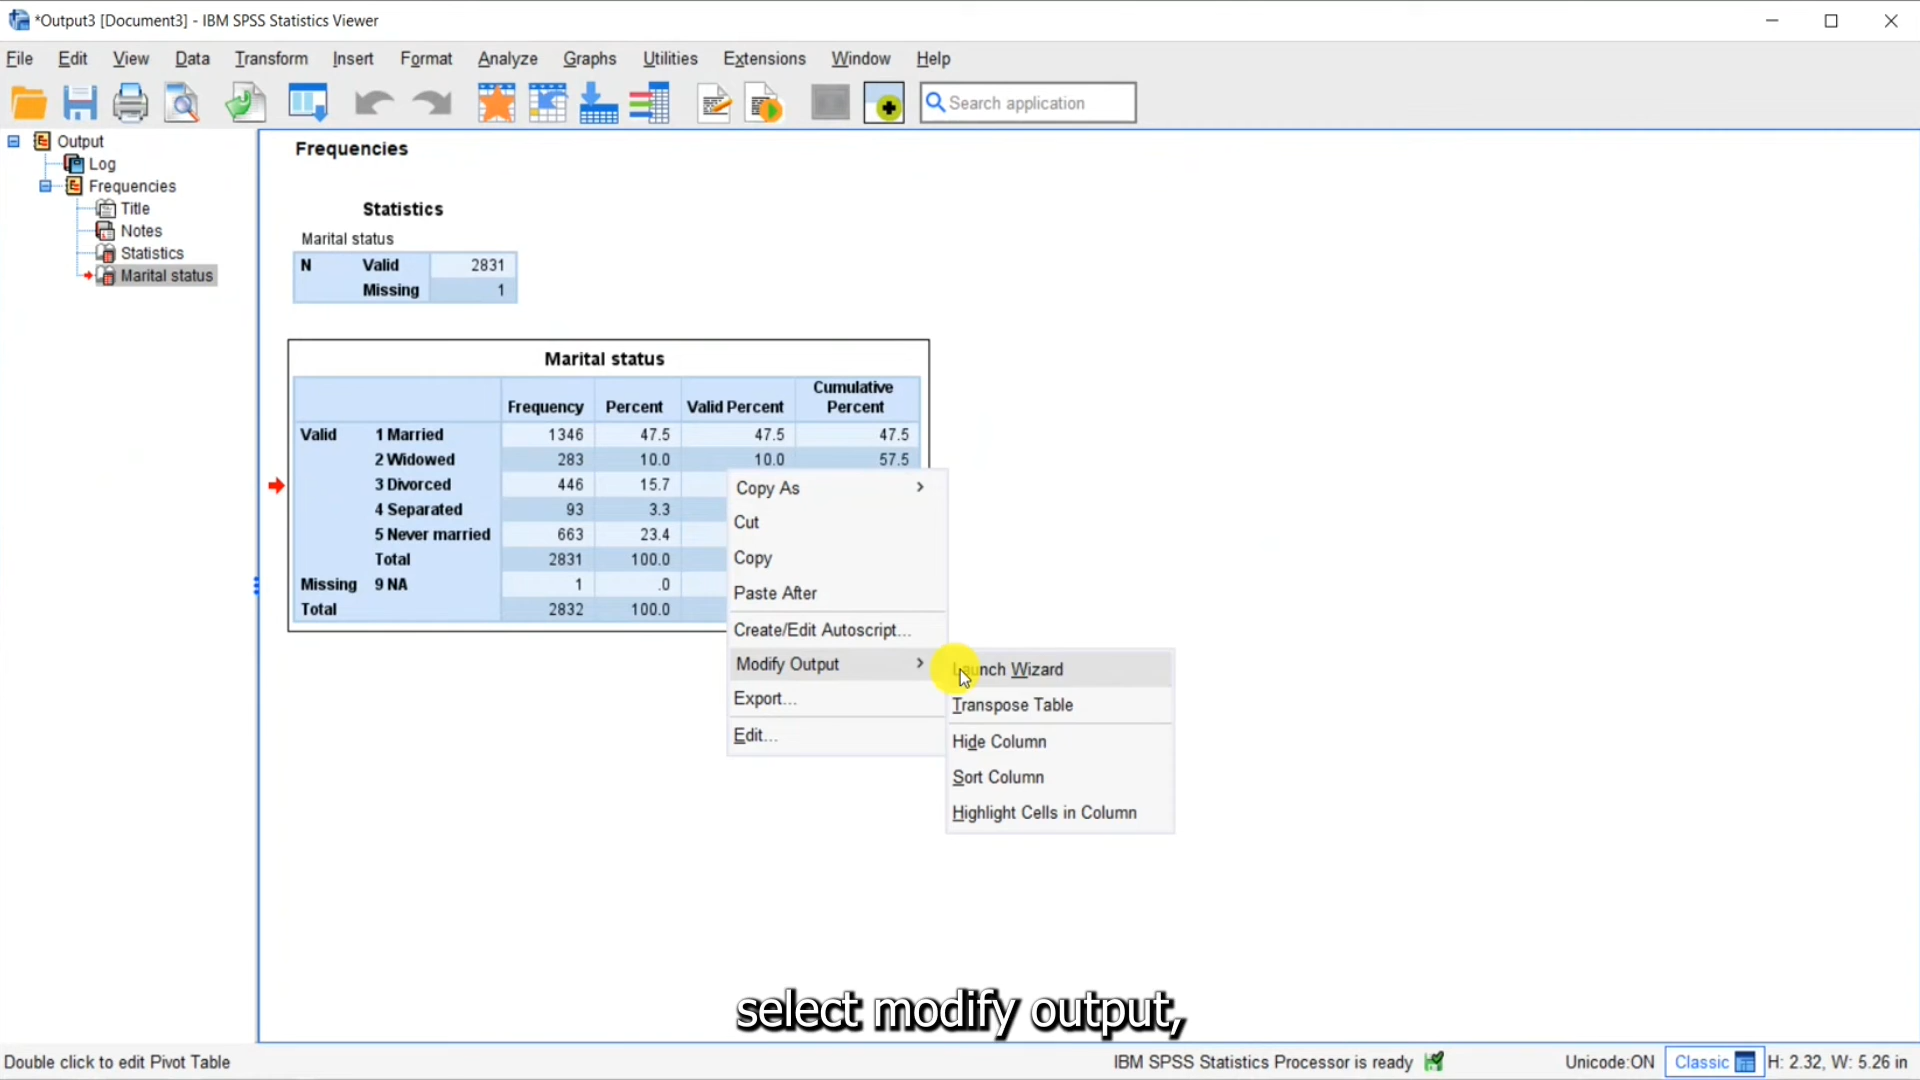 *Output3 [Document3] - IBM SPSS Statistics Viewer
File Edit View Data Transform Insert Format Analyze Graphs Utilities Extensions Window Help
Search application
Output
Log
Frequencies
Title
Notes
Statistics
Marital status
Frequencies
Statistics
Marital status
N Valid 2831
Missing 1
Marital status
Frequency Percent Valid Percent Cumulative Percent
Valid 1 Married 1346 47.5 47.5 47.5
2 Widowed 283 10.0 10.0 57.5
3 Divorced 446 15.7
4 Separated 93 3.3
5 Never married 663 23.4
Total 2831 100.0
Missing 9 NA 1 .0
Total 2832 100.0
Copy As
Cut
Copy
Paste After
Create/Edit Autoscript...
Modify Output
Export...
Edit...
Launch Wizard
Transpose Table
Hide Column
Sort Column
Highlight Cells in Column
select modify output,
Double click to edit Pivot Table IBM SPSS Statistics Processor is ready Unicode:ON Classic H: 2.32, W: 5.26 in